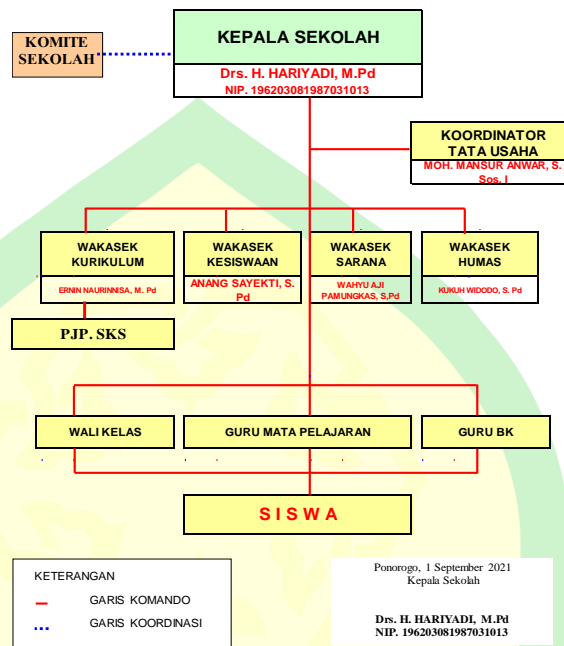 KOMITE
SEKOLAH
KEPALA SEKOLAH
Drs. H. HARIYADI, M.Pd
NIP. 196203081987031013
KOORDINATOR
TATA USAHA
MOH. MANSUR ANWAR, S.
Sos. I
WAKASEK
KURIKULUM
ERNIN NAURINNISA, M. Pd
WAKASEK
KESISWAAN
ANANG SAYEKTI, S.
Pd
WAKASEK
SARANA
WAHYU AJI
PAMUNGKAS, S,Pd
WAKASEK
HUMAS
KUKUH WIDODO, S. Pd
PJP. SKS
WALI KELAS
GURU MATA PELAJARAN
GURU BK
S I S W A
KETERANGAN
GARIS KOMANDO
GARIS KOORDINASI
Ponorogo, 1 September 2021
Kepala Sekolah
Drs. H. HARIYADI, M.Pd
NIP. 196203081987031013